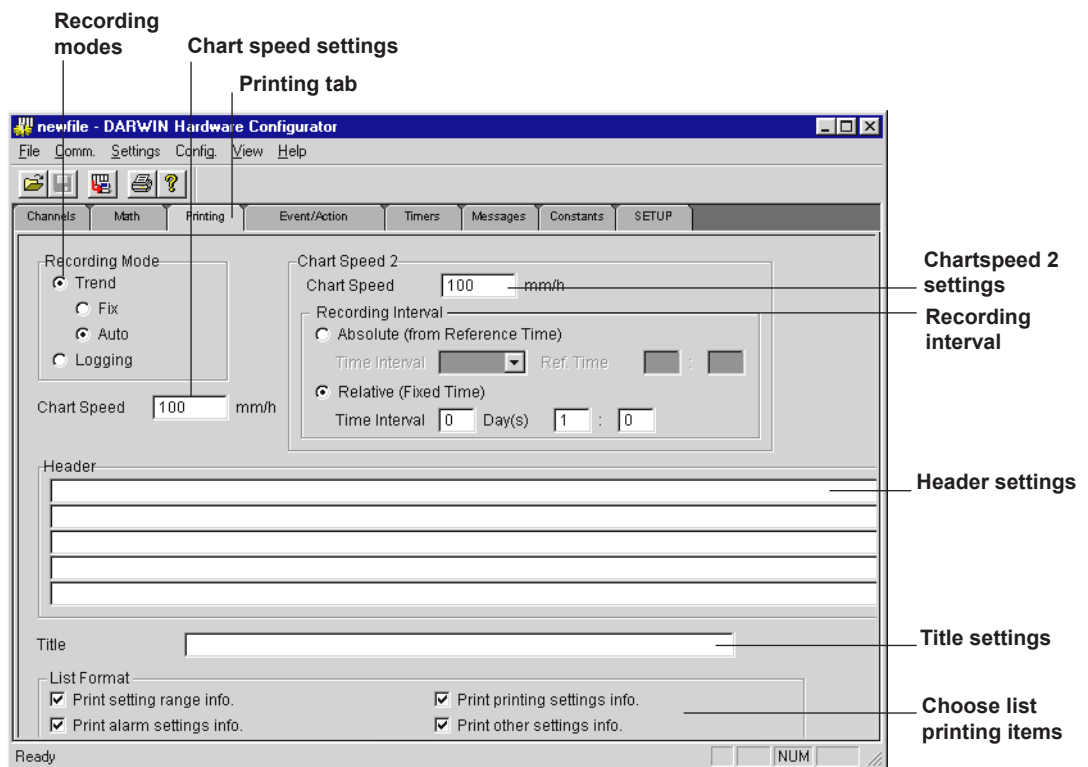 Recording
modes
Chart speed settings
Printing tab
newfile - DARWIN Hardware Configurator
File Comm. Settings Config. View Help
Channels Math Printing Event/Action Timers Messages Constants SETUP
Recording Mode
Trend
Fix
Auto
Logging
Chart Speed 100 mm/h
Chart Speed 2
Chart Speed 100 mm/h
Recording Interval
Absolute (from Reference Time)
Time Interval Ref. Time :
Relative (Fixed Time)
Time Interval 0 Day(s) 1 : 0
Chartspeed 2
settings
Recording
interval
Header
Header settings
Title
Title settings
List Format
Print setting range info. Print printing settings info.
Print alarm settings info. Print other settings info.
Choose list
printing items
Ready NUM